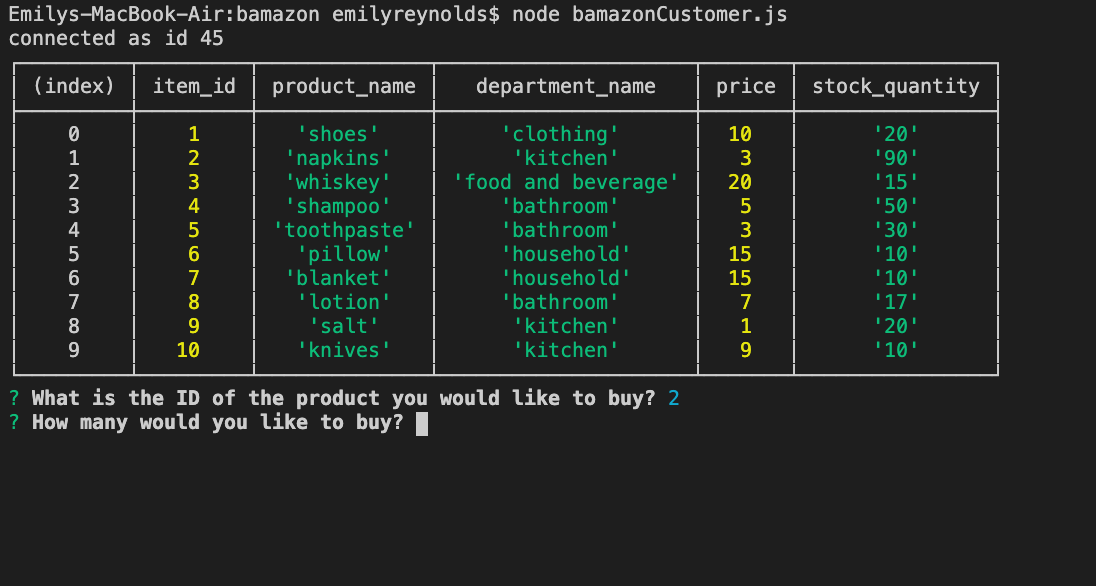 Emilys-MacBook-Air:bamazon emilyreynolds$ node bamazonCustomer.js
connected as id 45
(index) item_id product_name department_name price stock_quantity
0 1 'shoes' 'clothing' 10 '20'
1 2 'napkins' 'kitchen' 3 '90'
2 3 'whiskey' 'food and beverage' 20 '15'
3 4 'shampoo' 'bathroom' 5 '50'
4 5 'toothpaste' 'bathroom' 3 '30'
5 6 'pillow' 'household' 15 '10'
6 7 'blanket' 'household' 15 '10'
7 8 'lotion' 'bathroom' 7 '17'
8 9 'salt' 'kitchen' 1 '20'
9 10 'knives' 'kitchen' 9 '10'
? What is the ID of the product you would like to buy? 2
? How many would you like to buy?